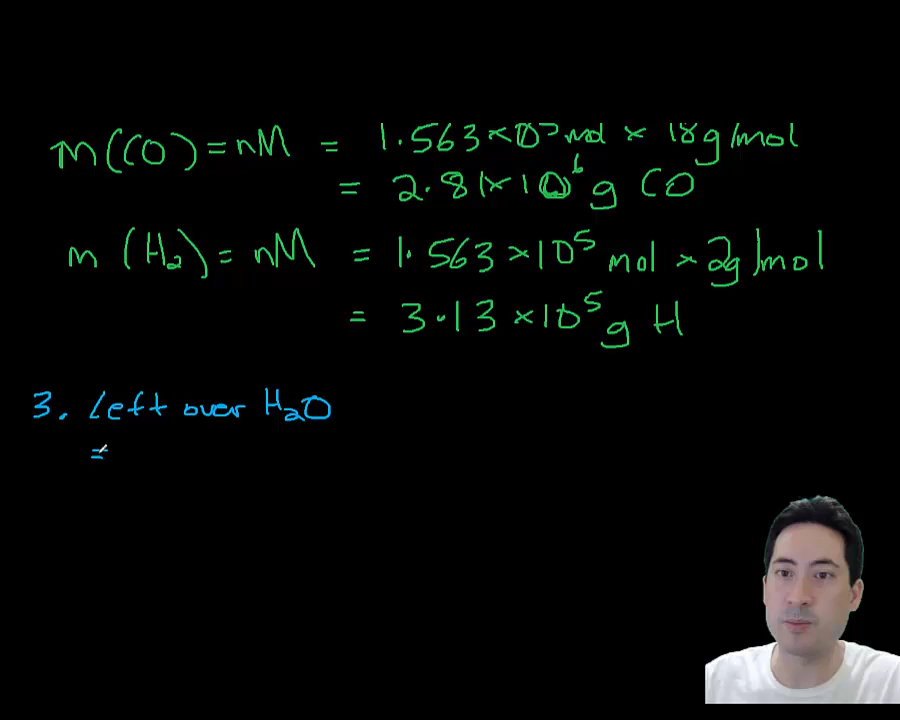 m(CO) = nM = 1.563×10⁵ mol × 18g/mol
= 2.81×10⁶ g CO
m (H₂) = nM = 1.563×10⁵ mol × 2g/mol
= 3.13×10⁵ g H
3. Left over H₂O
=